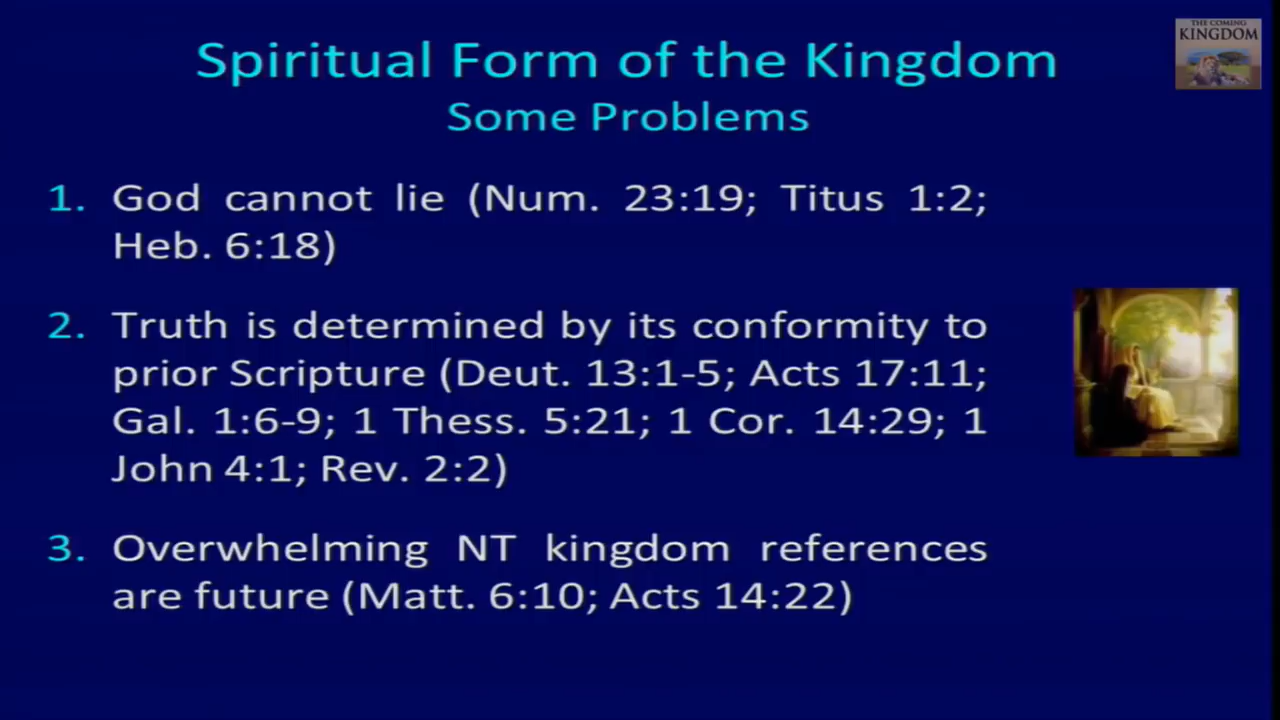 THE COMING
KINGDOM
Spiritual Form of the Kingdom
Some Problems
1. God cannot lie (Num. 23:19; Titus 1:2;
Heb. 6:18)
2. Truth is determined by its conformity to
prior Scripture (Deut. 13:1-5; Acts 17:11;
Gal. 1:6-9; 1 Thess. 5:21; 1 Cor. 14:29; 1
John 4:1; Rev. 2:2)
3. Overwhelming NT kingdom references
are future (Matt. 6:10; Acts 14:22)